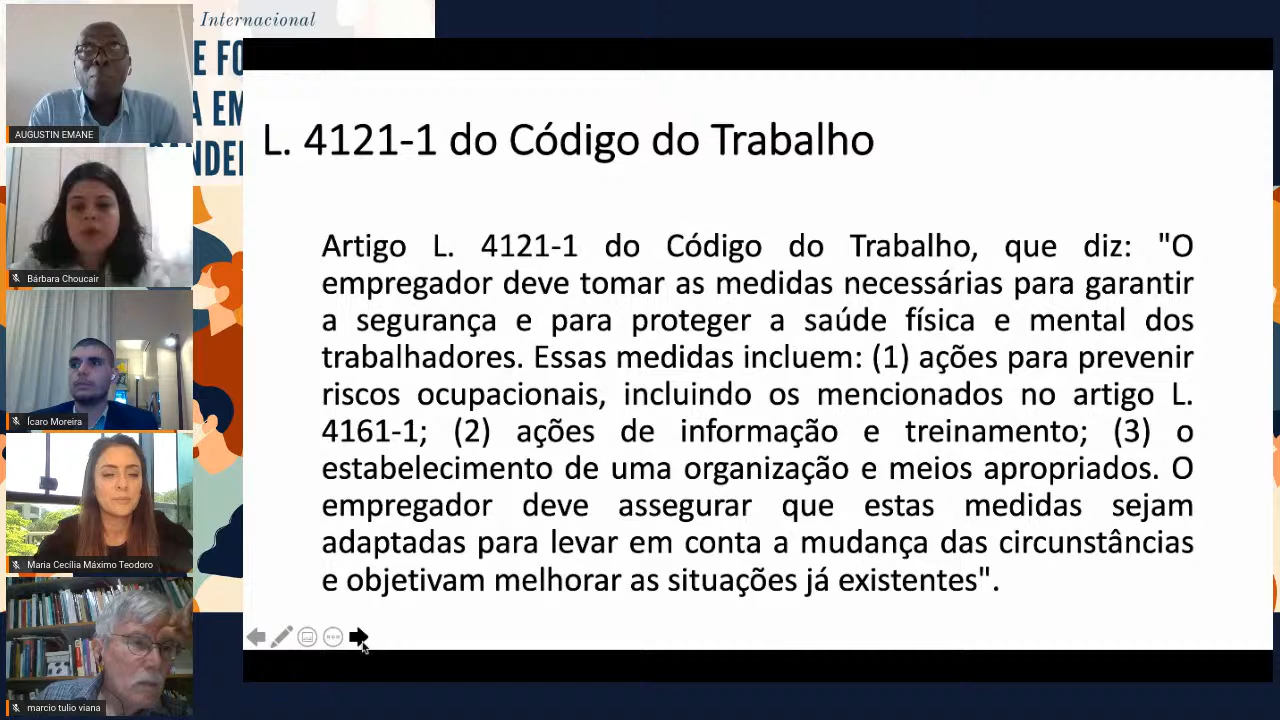 Internacional
E FO
A EM
NDEI
AUGUSTIN EMANE
Bárbara Choucair
Ícaro Moreira
Maria Cecília Máximo Teodoro
marcio tulio viana
L. 4121-1 do Código do Trabalho
Artigo L. 4121-1 do Código do Trabalho, que diz: "O
empregador deve tomar as medidas necessárias para garantir
a segurança e para proteger a saúde física e mental dos
trabalhadores. Essas medidas incluem: (1) ações para prevenir
riscos ocupacionais, incluindo os mencionados no artigo L.
4161-1; (2) ações de informação e treinamento; (3) o
estabelecimento de uma organização e meios apropriados. O
empregador deve assegurar que estas medidas sejam
adaptadas para levar em conta a mudança das circunstâncias
e objetivam melhorar as situações já existentes".